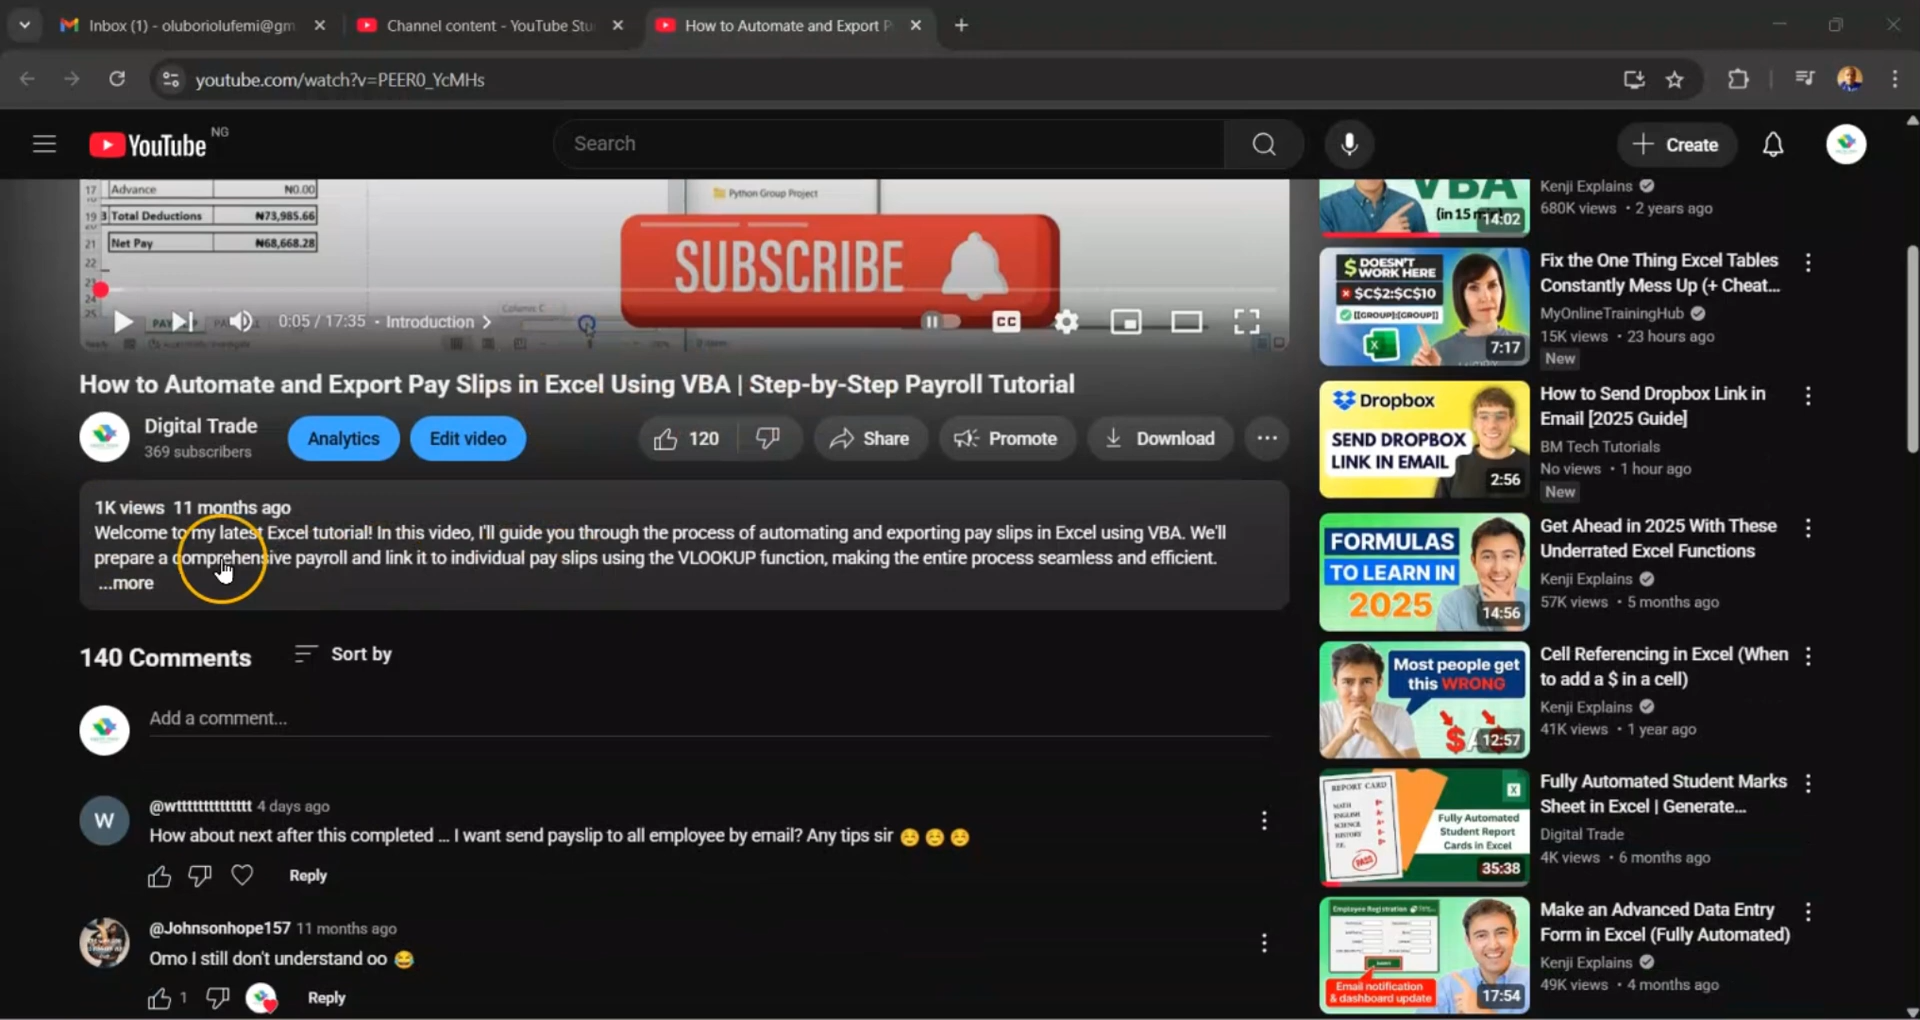 Inbox (1) - oluboriolufemi@gm
Channel content - YouTube Stu
How to Automate and Export P
youtube.com/watch?v=PEER0_YcMHs
YouTube NG
Search
Create
17 Advance ₦0.00
19 Total Deductions ₦73,985.66
21 Net Pay ₦68,668.28
22
23
24
25
Python Group Project
SUBSCRIBE
0:05 / 17:35 • Introduction
CC
How to Automate and Export Pay Slips in Excel Using VBA | Step-by-Step Payroll Tutorial
Digital Trade
369 subscribers
Analytics
Edit video
120
Share
Promote
Download
1K views 11 months ago
Welcome to my latest Excel tutorial! In this video, I'll guide you through the process of automating and exporting pay slips in Excel using VBA. We'll
prepare a comprehensive payroll and link it to individual pay slips using the VLOOKUP function, making the entire process seamless and efficient.
...more
140 Comments
Sort by
Add a comment...
W
@wtttttttttttttt 4 days ago
How about next after this completed ... I want send payslip to all employee by email? Any tips sir ☺️ ☺️ ☺️
Reply
@Johnsonhope157 11 months ago
Omo I still don't understand oo 😂
1
Reply
VBA
(in 15 min)
14:02
Kenji Explains
680K views • 2 years ago
$ DOESN'T
WORK HERE
$C$2:$C$10
[[GROUP]:[GROUP]]
7:17
Fix the One Thing Excel Tables
Constantly Mess Up (+ Cheat...
MyOnlineTrainingHub
15K views • 23 hours ago
New
Dropbox
SEND DROPBOX
LINK IN EMAIL
2:56
How to Send Dropbox Link in
Email [2025 Guide]
BM Tech Tutorials
No views • 1 hour ago
New
FORMULAS
TO LEARN IN
2025
14:56
Get Ahead in 2025 With These
Underrated Excel Functions
Kenji Explains
57K views • 5 months ago
Most people get
this WRONG
12:57
Cell Referencing in Excel (When
to add a $ in a cell)
Kenji Explains
41K views • 1 year ago
REPORT CARD
MATH
ENGLISH
SCIENCE
HISTORY
P.E.
PASS
Fully Automated
Student Report
Cards in Excel
35:38
Fully Automated Student Marks
Sheet in Excel | Generate...
Digital Trade
4K views • 6 months ago
Employee Registration
Email notification
& dashboard update
17:54
Make an Advanced Data Entry
Form in Excel (Fully Automated)
Kenji Explains
49K views • 4 months ago